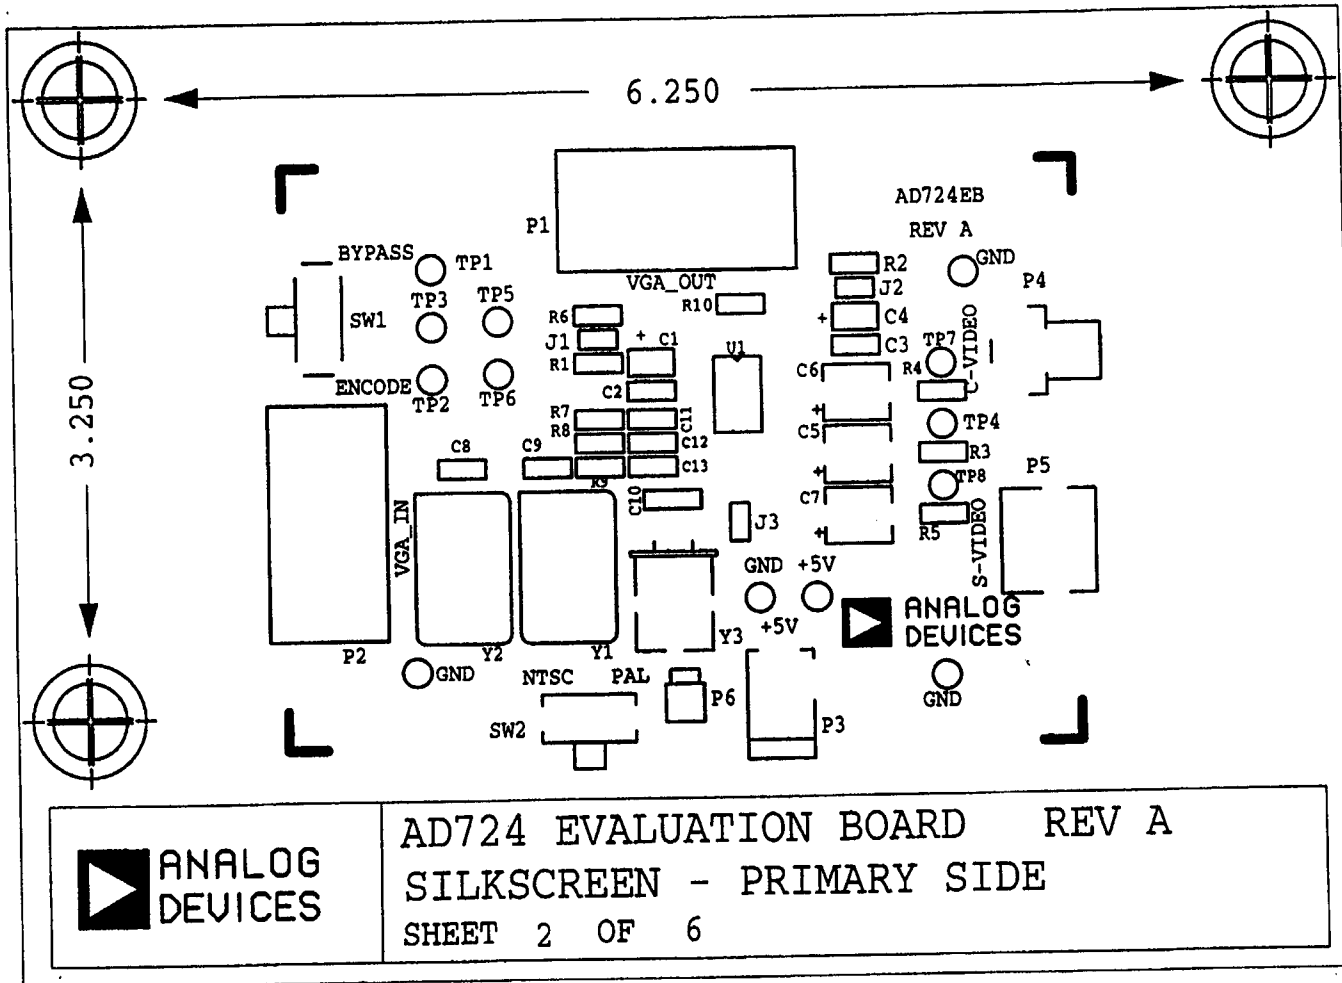 6.250
3.250
AD724EB
REV A
GND
P1
VGA_OUT
BYPASS
TP1
TP3
TP5
SW1
ENCODE
TP2
TP6
R6
J1
R1
+
C1
C2
R10
U1
R2
J2
+
C4
C3
C6
+
C5
+
C7
+
P4
C-VIDEO
TP7
R4
TP4
R3
TP8
R5
S-VIDEO
P5
R7
R8
R9
C11
C12
C13
C8
C9
C10
J3
VGA_IN
P2
Y2
Y1
Y3
GND
+5V
+5V
ANALOG
DEVICES
GND
GND
NTSC
PAL
SW2
P6
P3
ANALOG
DEVICES
AD724 EVALUATION BOARD REV A
SILKSCREEN - PRIMARY SIDE
SHEET 2 OF 6